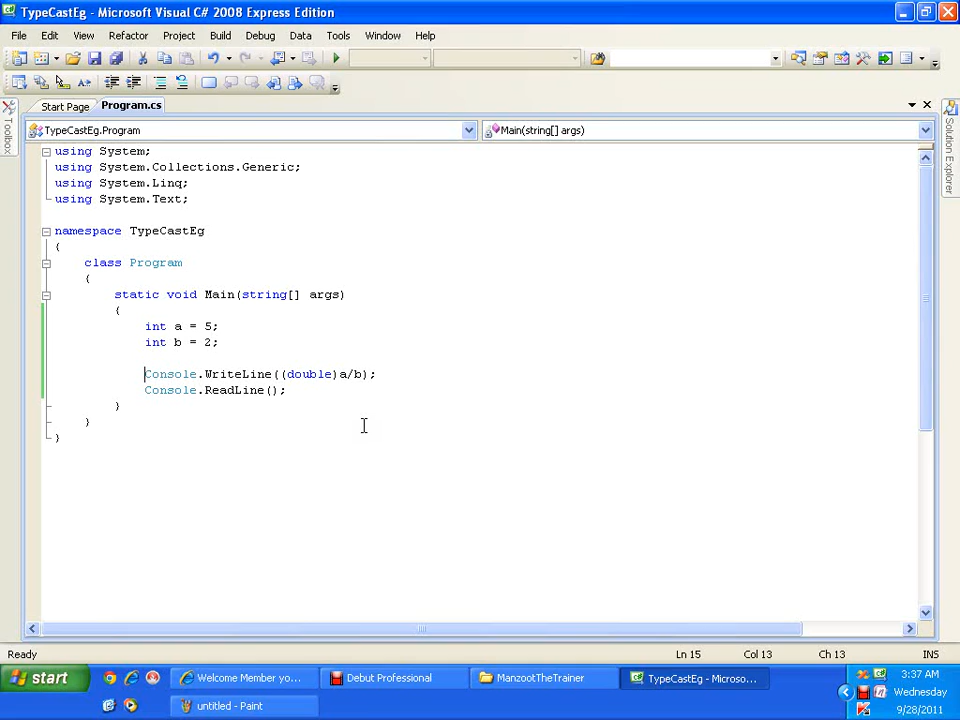 TypeCastEg - Microsoft Visual C# 2008 Express Edition
File Edit View Refactor Project Build Debug Data Tools Window Help
Start Page Program.cs
Toolbox
Solution Explorer
TypeCastEg.Program Main(string[] args)
using System;
using System.Collections.Generic;
using System.Linq;
using System.Text;
namespace TypeCastEg
{
class Program
{
static void Main(string[] args)
{
int a = 5;
int b = 2;
Console.WriteLine((double)a/b);
Console.ReadLine();
}
}
}
Ready Ln 15 Col 13 Ch 13 INS
start Welcome Member yo... Debut Professional ManzootTheTrainer TypeCastEg - Microso... 3:37 AM
Wednesday
untitled - Paint 9/28/2011